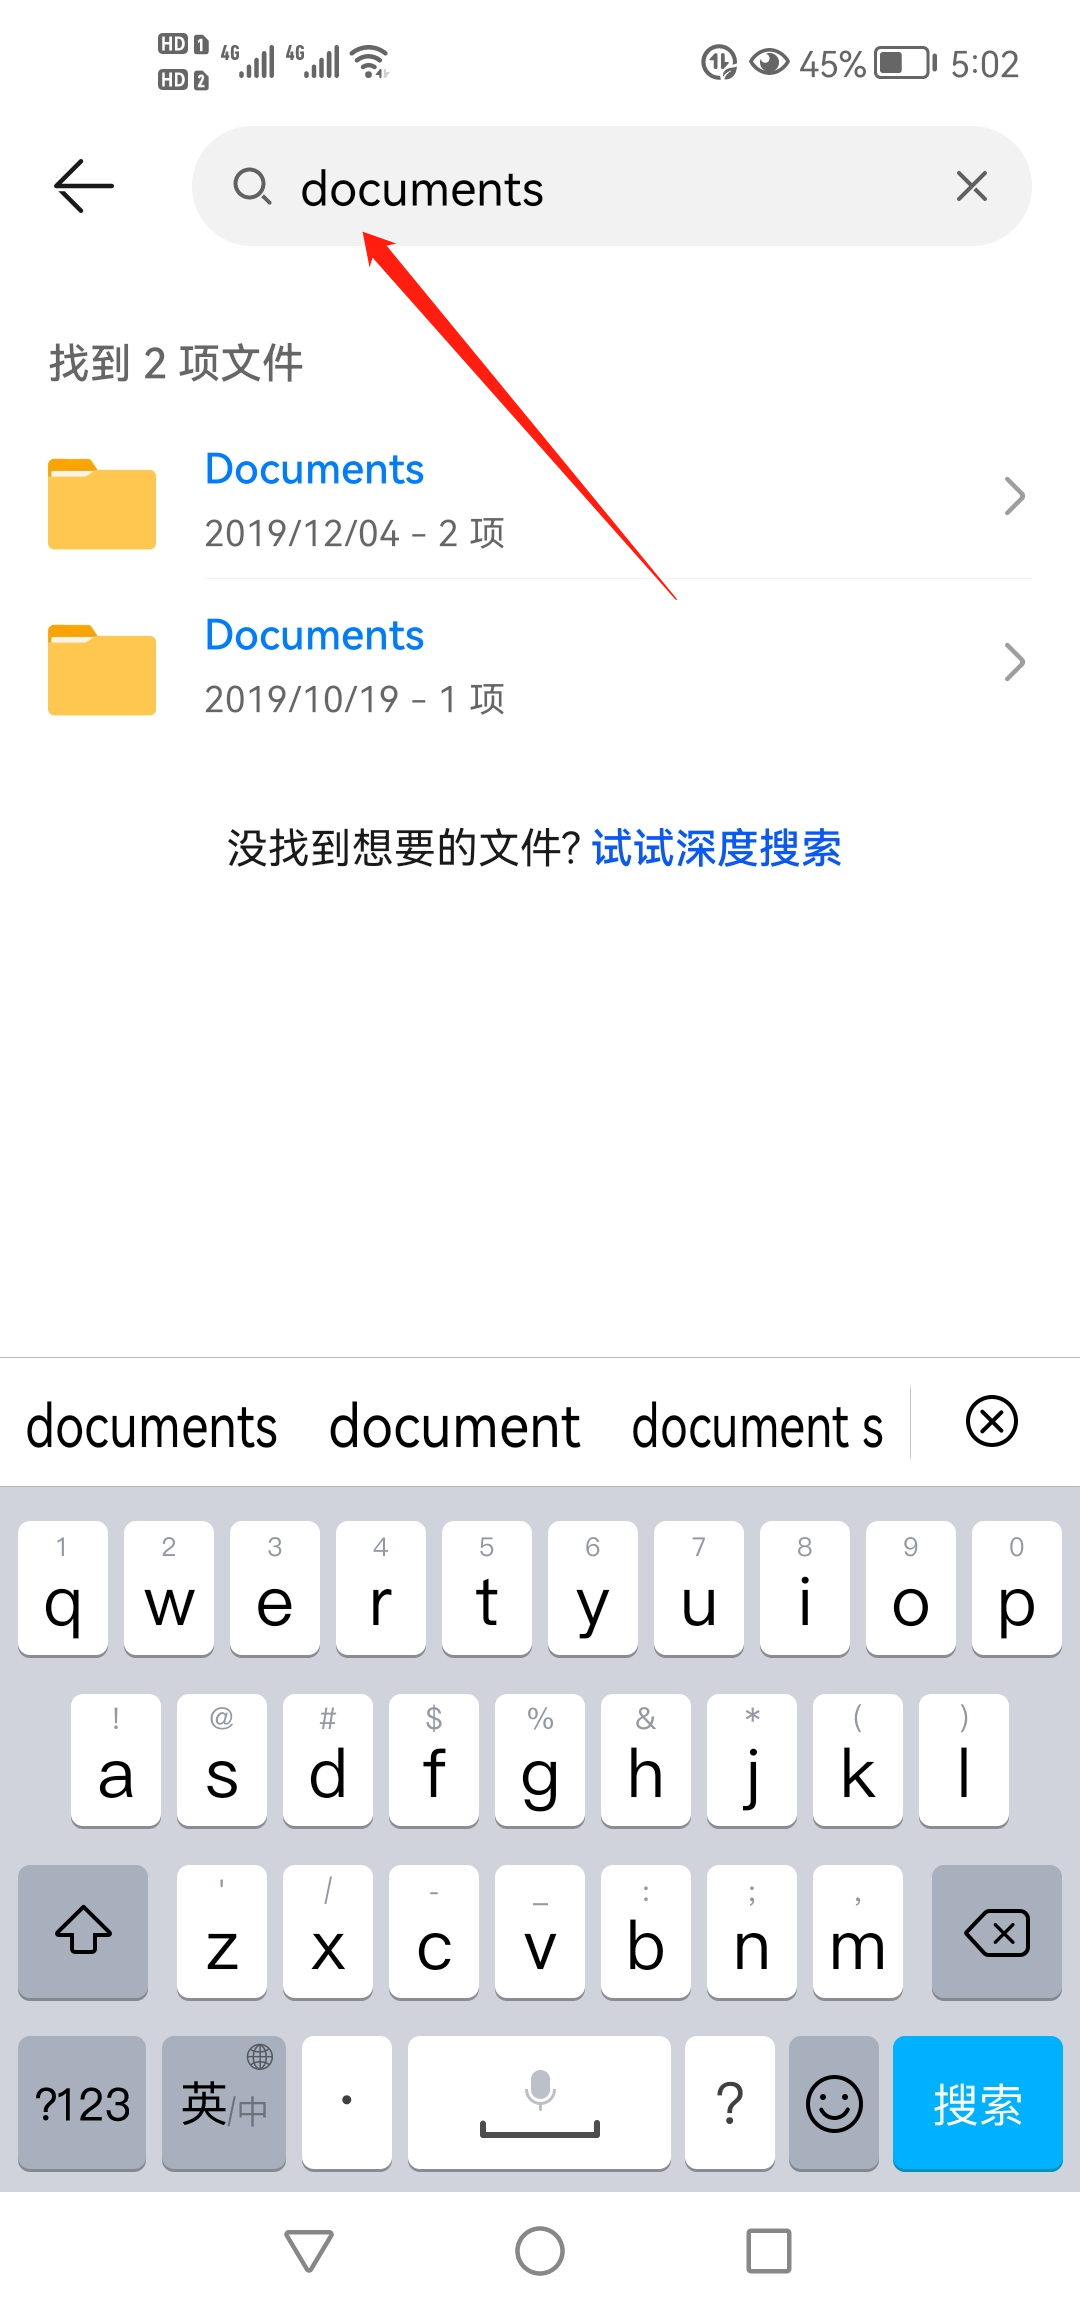 HD 1 4G 4G 45% 5:02
HD 2
documents
找到 2 项文件
Documents
2019/12/04 - 2 项
Documents
2019/10/19 - 1 项
没找到想要的文件? 试试深度搜索
documents document document s
1 2 3 4 5 6 7 8 9 0
q w e r t y u i o p
! @ # $ % & * ( )
a s d f g h j k l
' / - _ : ; ,
z x c v b n m
?123 英/中 · ? 搜索